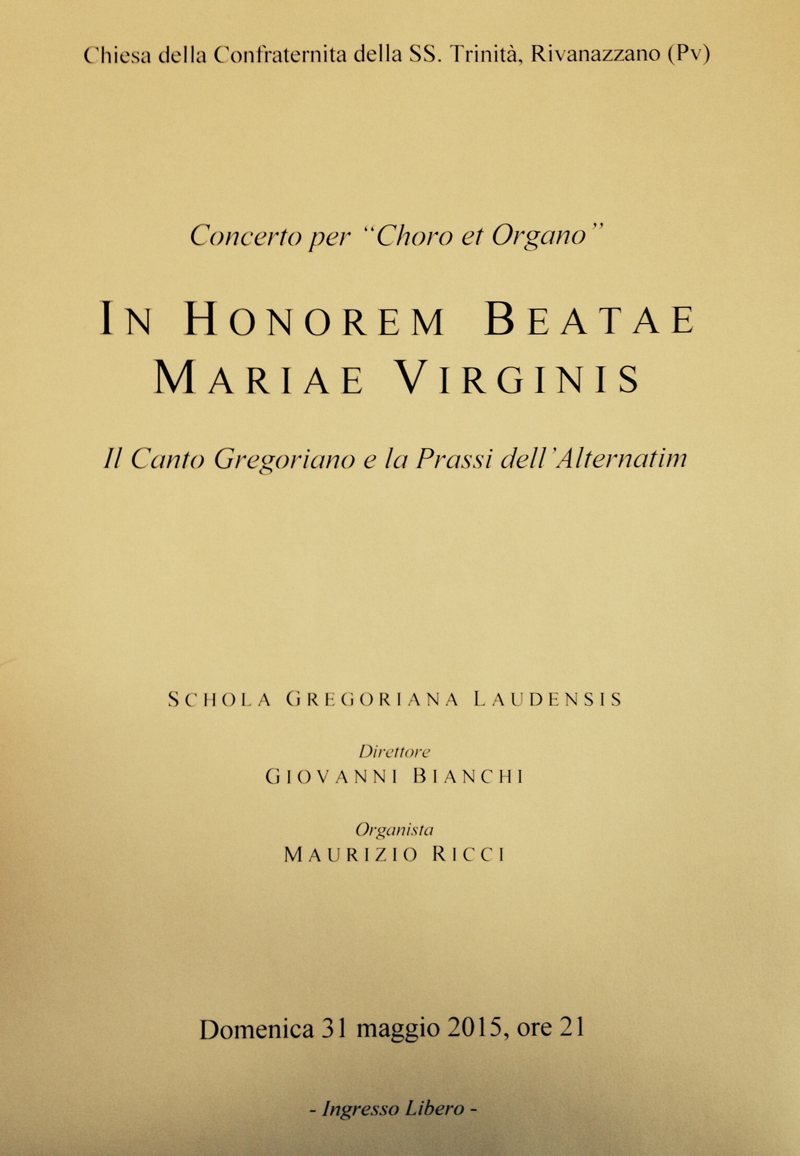 Chiesa della Confraternita della SS. Trinità, Rivanazzano (Pv)
Concerto per "Choro et Organo"
IN HONOREM BEATAE
MARIAE VIRGINIS
Il Canto Gregoriano e la Prassi dell'Alternatim
SCHOLA GREGORIANA LAUDENSIS
Direttore
GIOVANNI BIANCHI
Organista
MAURIZIO RICCI
Domenica 31 maggio 2015, ore 21
- Ingresso Libero -